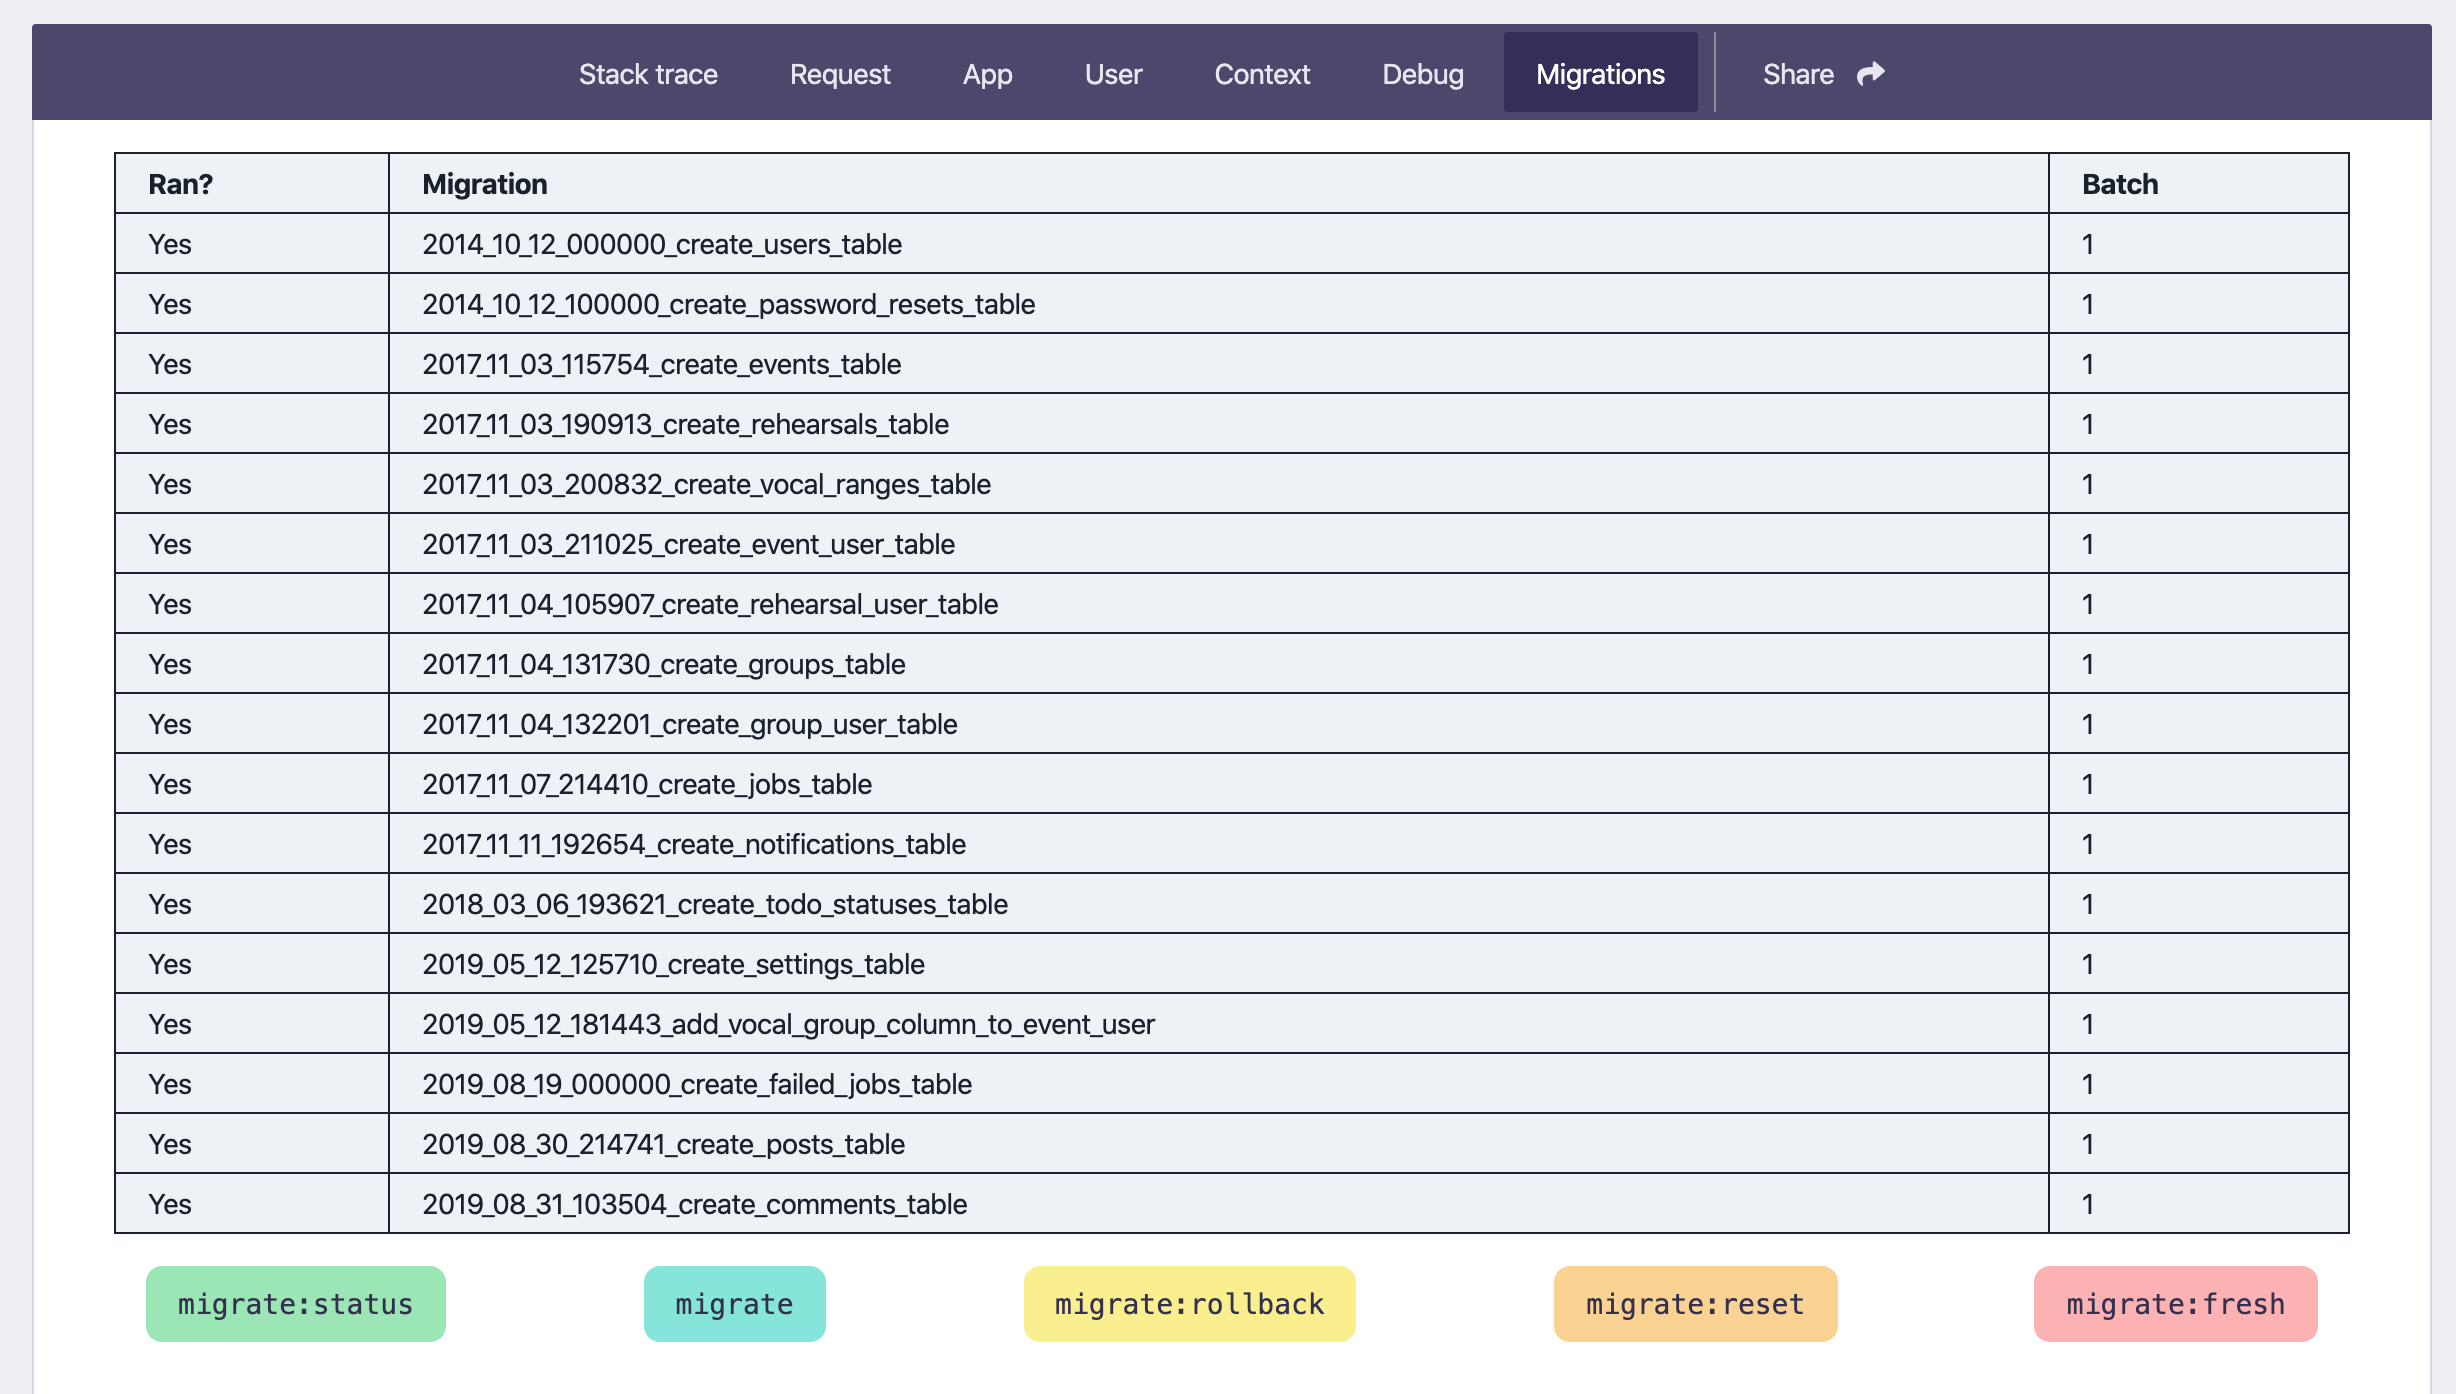 Stack trace Request App User Context Debug Migrations Share
Ran? Migration Batch
Yes 2014_10_12_000000_create_users_table 1
Yes 2014_10_12_100000_create_password_resets_table 1
Yes 2017_11_03_115754_create_events_table 1
Yes 2017_11_03_190913_create_rehearsals_table 1
Yes 2017_11_03_200832_create_vocal_ranges_table 1
Yes 2017_11_03_211025_create_event_user_table 1
Yes 2017_11_04_105907_create_rehearsal_user_table 1
Yes 2017_11_04_131730_create_groups_table 1
Yes 2017_11_04_132201_create_group_user_table 1
Yes 2017_11_07_214410_create_jobs_table 1
Yes 2017_11_11_192654_create_notifications_table 1
Yes 2018_03_06_193621_create_todo_statuses_table 1
Yes 2019_05_12_125710_create_settings_table 1
Yes 2019_05_12_181443_add_vocal_group_column_to_event_user 1
Yes 2019_08_19_000000_create_failed_jobs_table 1
Yes 2019_08_30_214741_create_posts_table 1
Yes 2019_08_31_103504_create_comments_table 1
migrate:status migrate migrate:rollback migrate:reset migrate:fresh